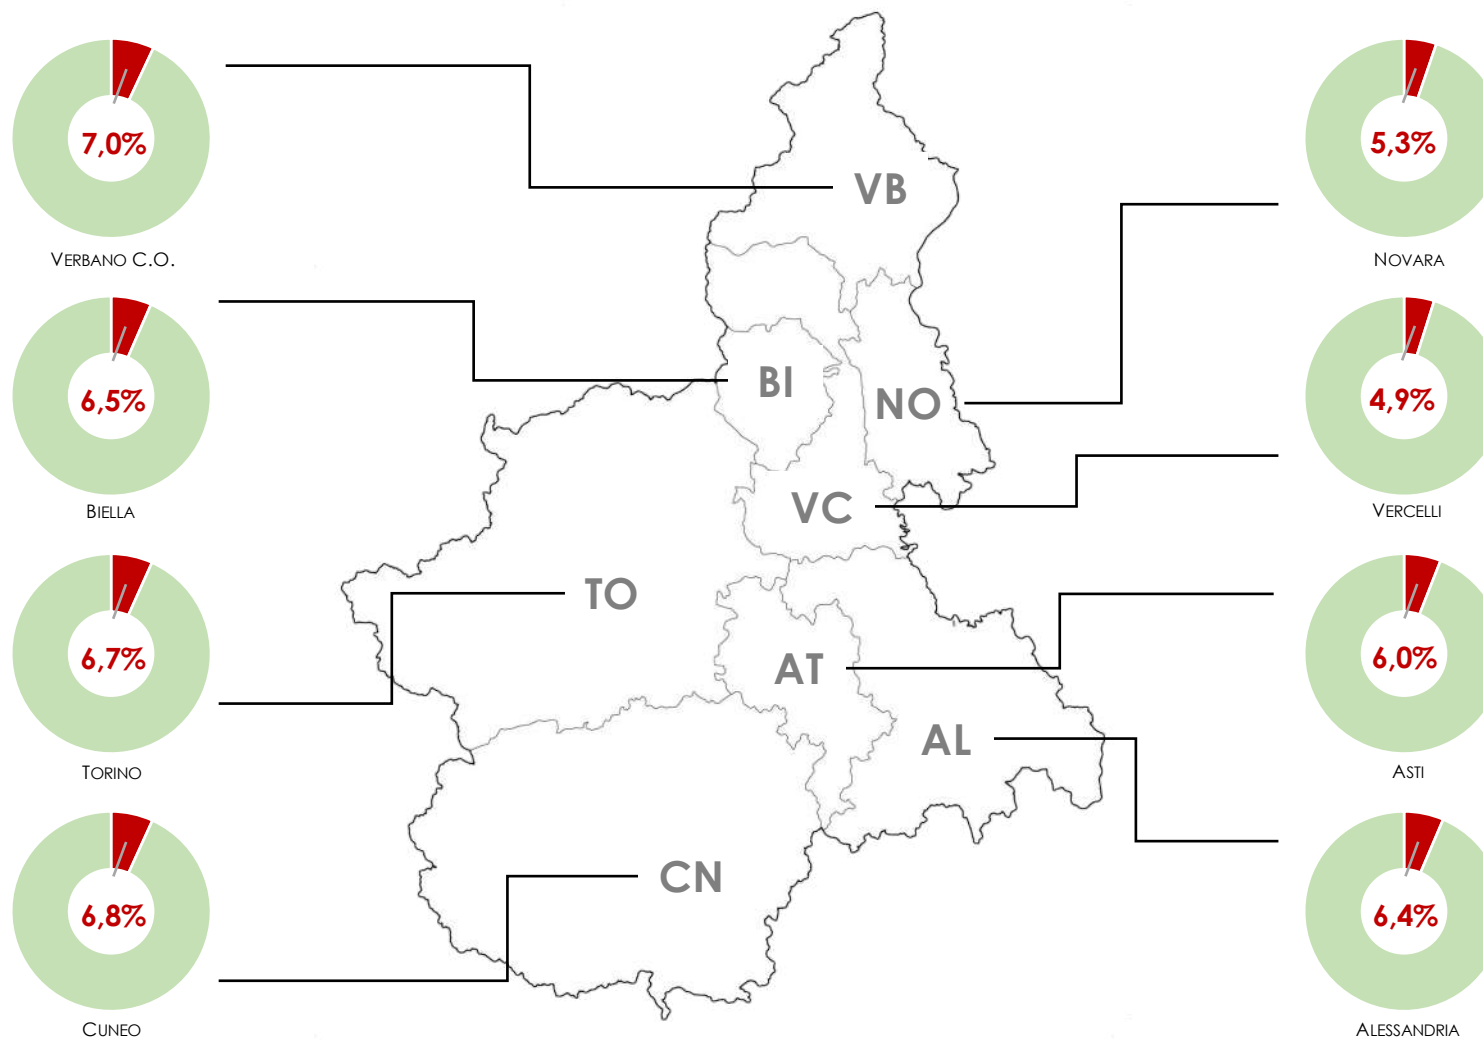 7,0%
VERBANO C.O.
6,5%
BIELLA
6,7%
TORINO
6,8%
CUNEO
VB
BI
NO
VC
TO
AT
AL
CN
5,3%
NOVARA
4,9%
VERCELLI
6,0%
ASTI
6,4%
ALESSANDRIA